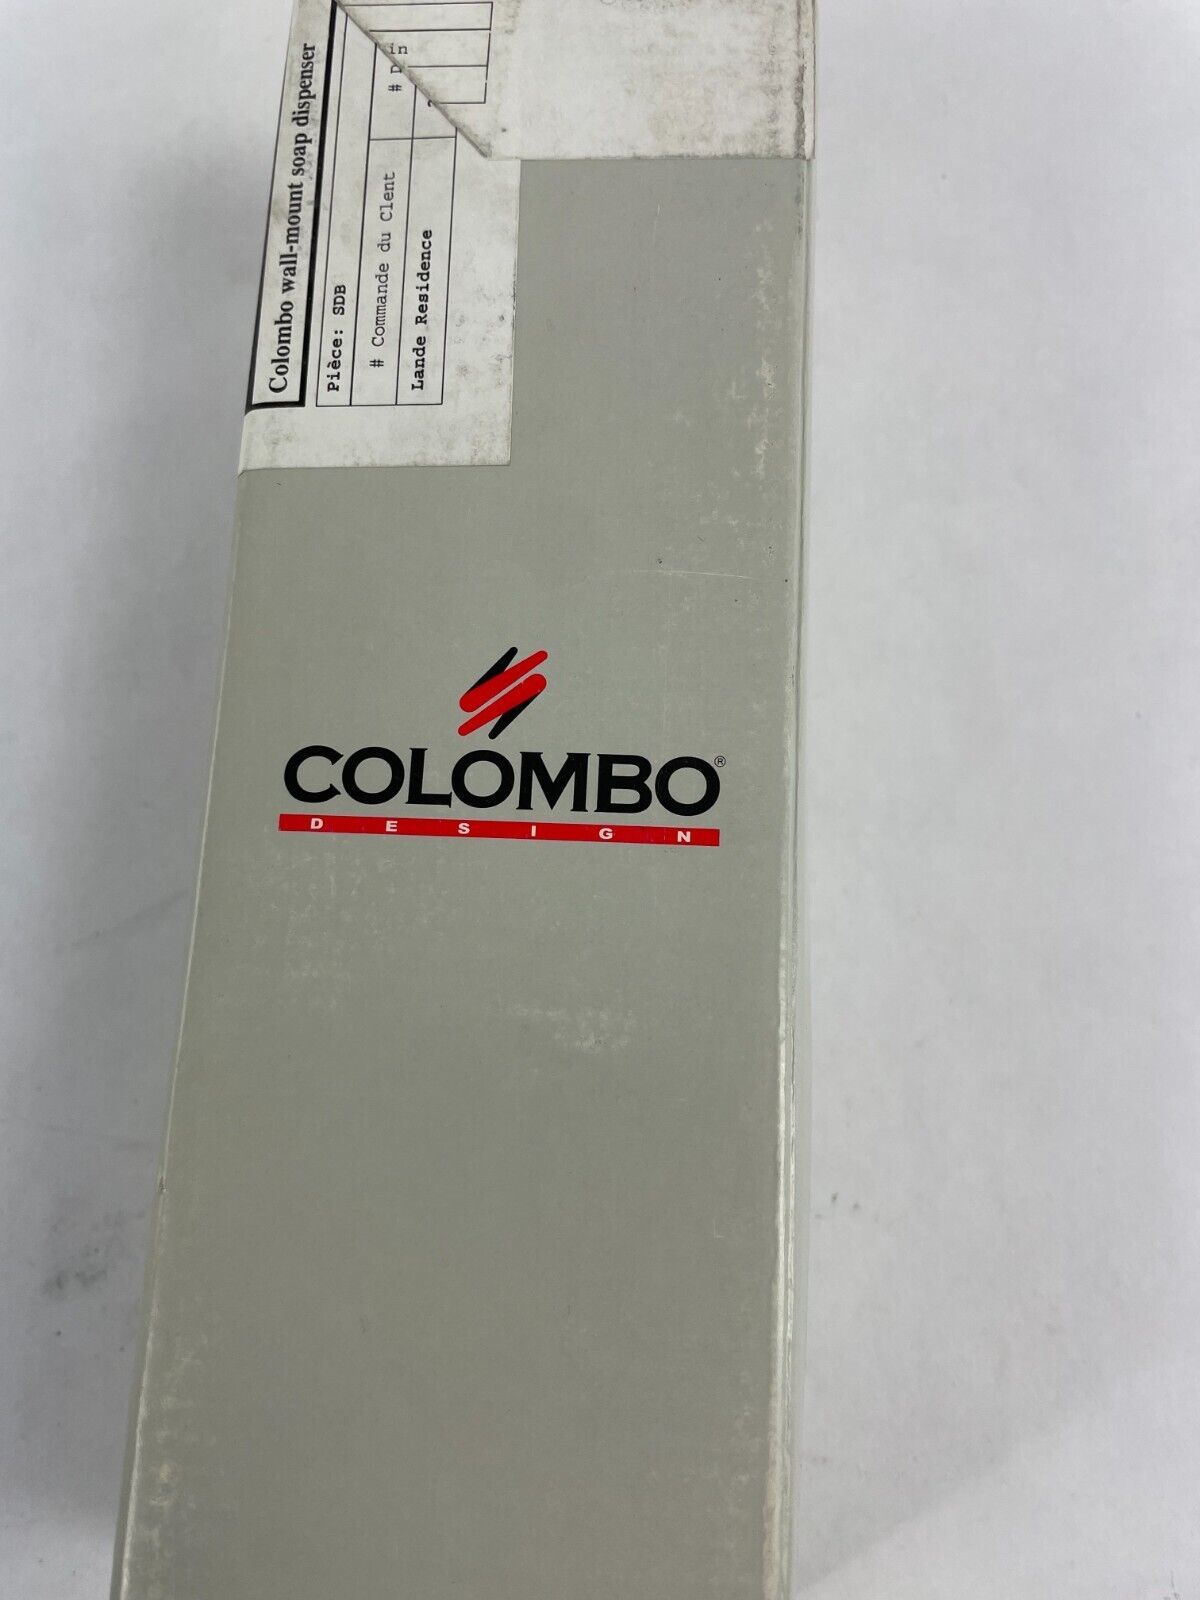 Colombo wall-mount soap dispenser
Pièce: SDB
# Commande du Clent
Lande Residence
COLOMBO®
DESIGN